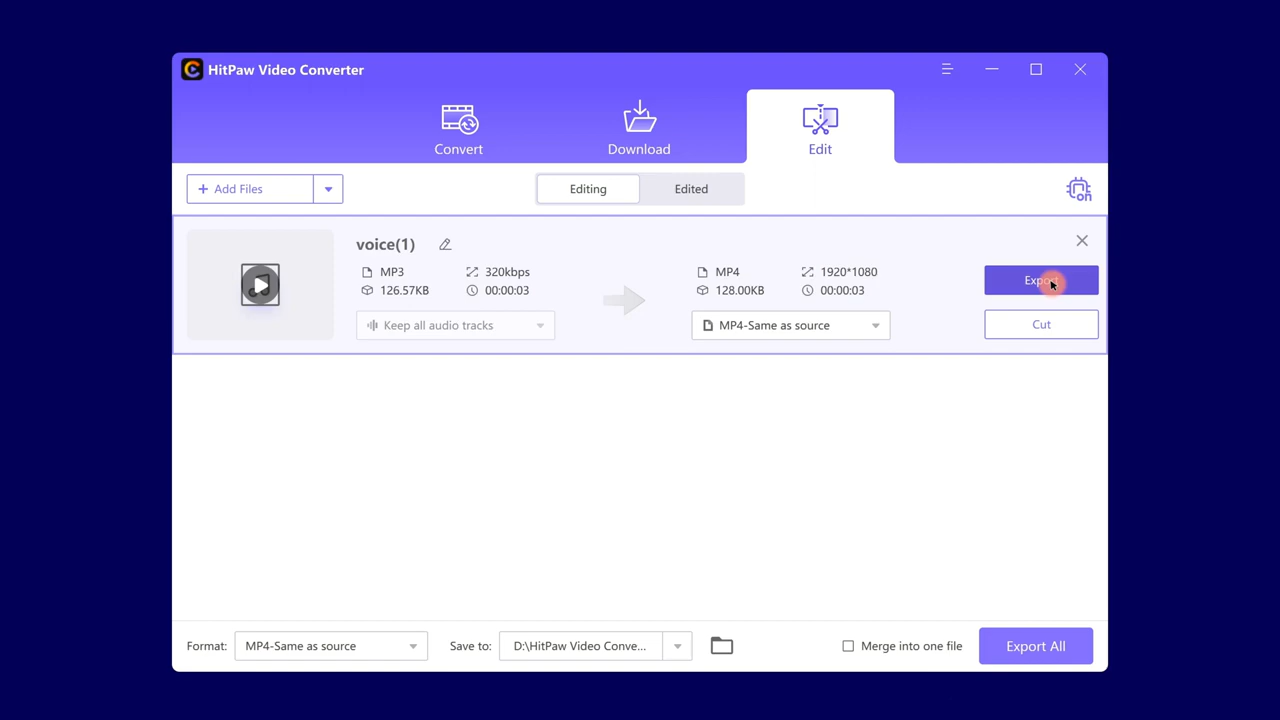 HitPaw Video Converter
Convert
Download
Edit
+ Add Files
Editing
Edited
on
voice(1)
MP3
320kbps
126.57KB
00:00:03
Keep all audio tracks
MP4
1920*1080
128.00KB
00:00:03
MP4-Same as source
Export
Cut
Format:
MP4-Same as source
Save to:
D:\HitPaw Video Conve...
Merge into one file
Export All